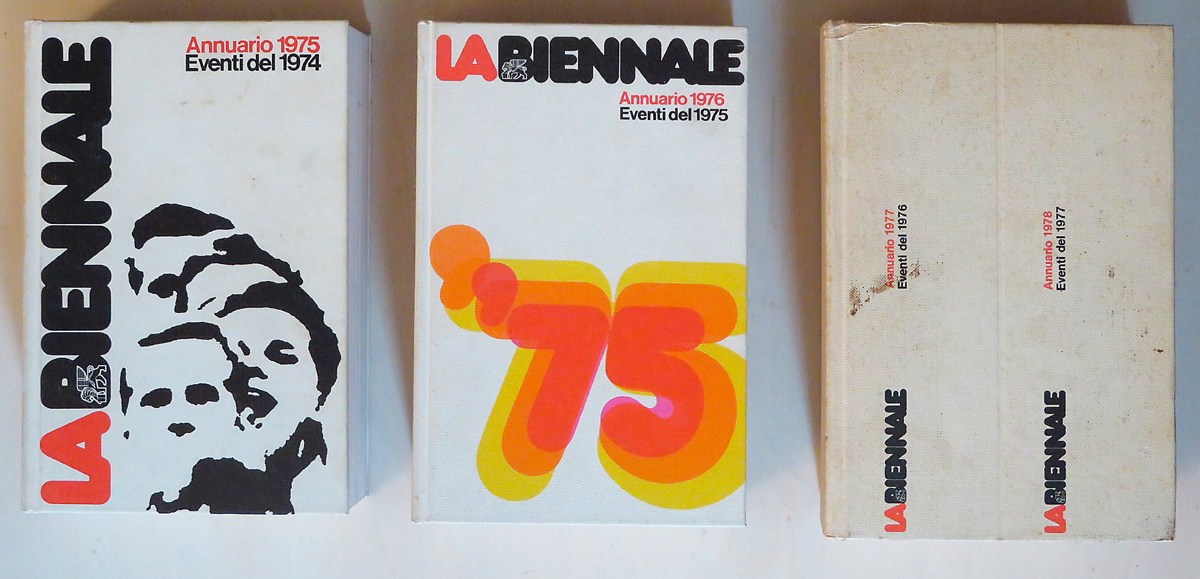 LA BIENNALE
Annuario 1975
Eventi del 1974
LA BIENNALE
Annuario 1976
Eventi del 1975
'75
LA BIENNALE
Annuario 1977
Eventi del 1976
LA BIENNALE
Annuario 1978
Eventi del 1977